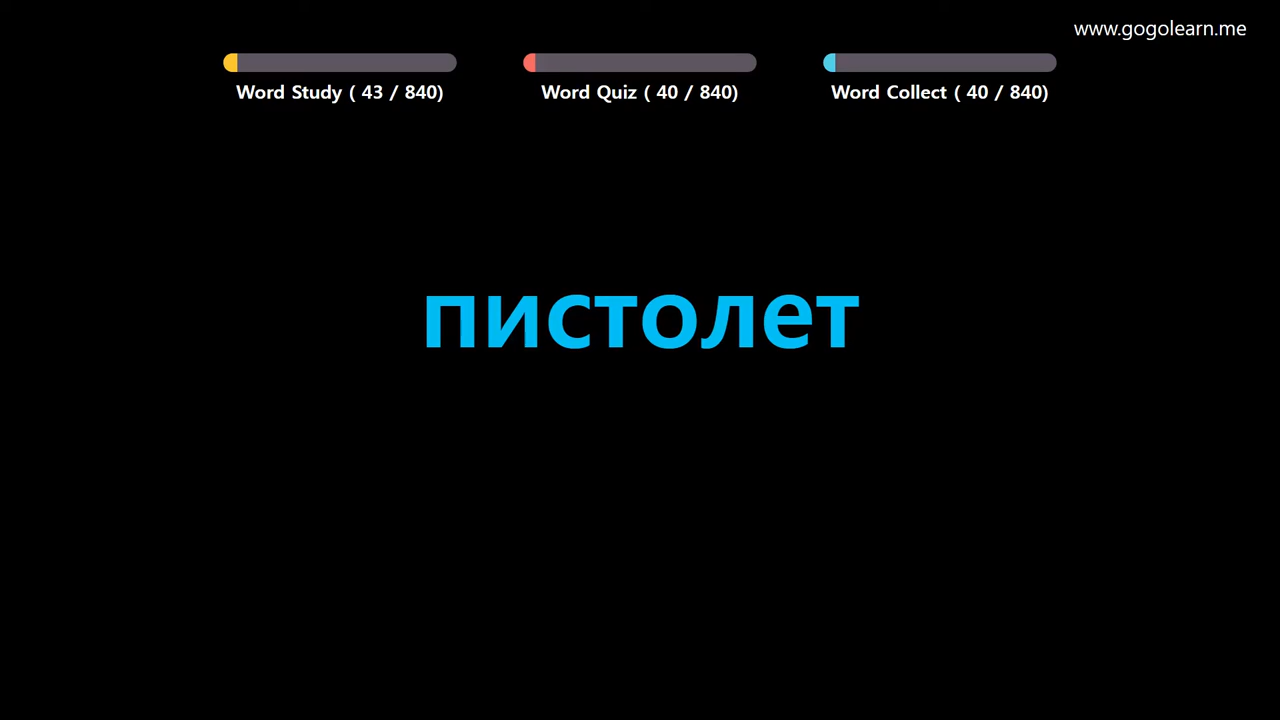 www.gogolearn.me
Word Study ( 43 / 840)
Word Quiz ( 40 / 840)
Word Collect ( 40 / 840)
пистолет